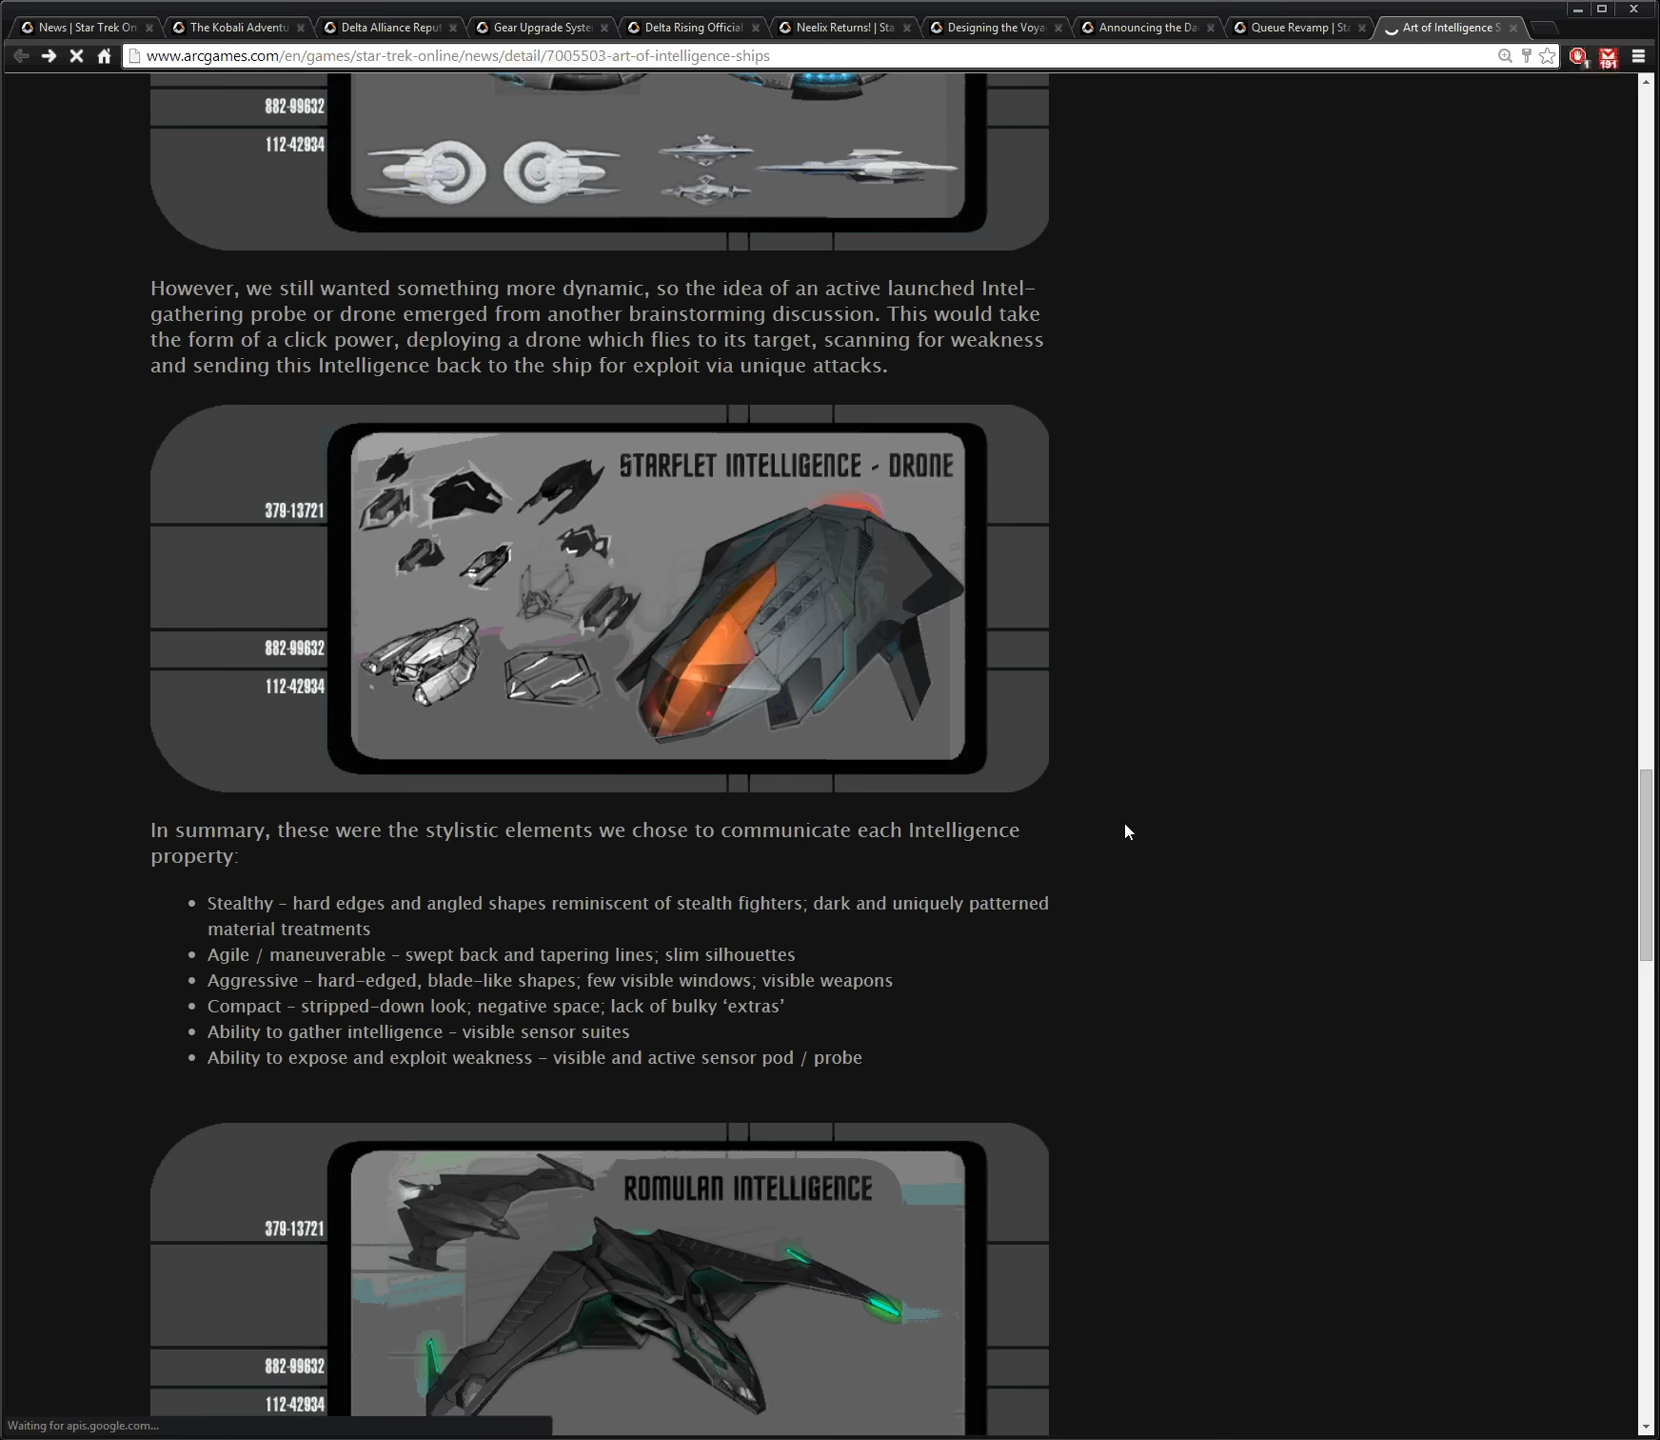 News | Star Trek On
The Kobali Adventu
Delta Alliance Repu
Gear Upgrade Syste
Delta Rising Official
Neelix Returns! | Sta
Designing the Voya
Announcing the Da
Queue Revamp | St
Art of Intelligence S
www.arcgames.com/en/games/star-trek-online/news/detail/7005503-art-of-intelligence-ships
1
191
882-99632
112-42934
However, we still wanted something more dynamic, so the idea of an active launched Intel-
gathering probe or drone emerged from another brainstorming discussion. This would take
the form of a click power, deploying a drone which flies to its target, scanning for weakness
and sending this Intelligence back to the ship for exploit via unique attacks.
STARFLET INTELLIGENCE - DRONE
379-13721
882-99632
112-42934
In summary, these were the stylistic elements we chose to communicate each Intelligence
property:
• Stealthy – hard edges and angled shapes reminiscent of stealth fighters; dark and uniquely patterned
material treatments
• Agile / maneuverable – swept back and tapering lines; slim silhouettes
• Aggressive – hard-edged, blade-like shapes; few visible windows; visible weapons
• Compact – stripped-down look; negative space; lack of bulky ‘extras’
• Ability to gather intelligence – visible sensor suites
• Ability to expose and exploit weakness – visible and active sensor pod / probe
ROMULAN INTELLIGENCE
379-13721
882-99632
112-42934
Waiting for apis.google.com...